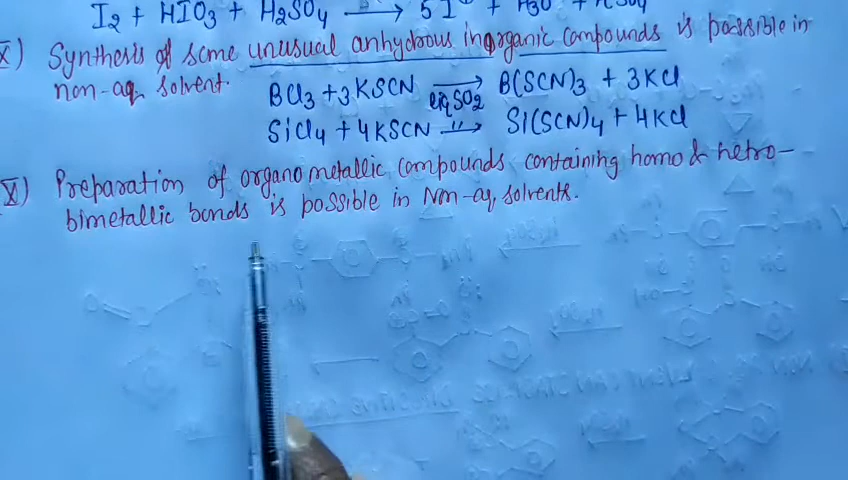 I₂ + HIO₃ + H₂SO₄ ⟶ 5I + H₃O +
X) Synthesis of some unusual anhydrous inorganic compounds is possible in
non-aq solvent.
BCl₃ + 3KSCN ⟶ B(SCN)₃ + 3KCl
liq SO₂
SiCl₄ + 4KSCN ⟶ Si(SCN)₄ + 4KCl
"
X) Preparation of organometallic compounds containing homo & hetro-
bimetallic bonds is possible in Non-aq, solvents.